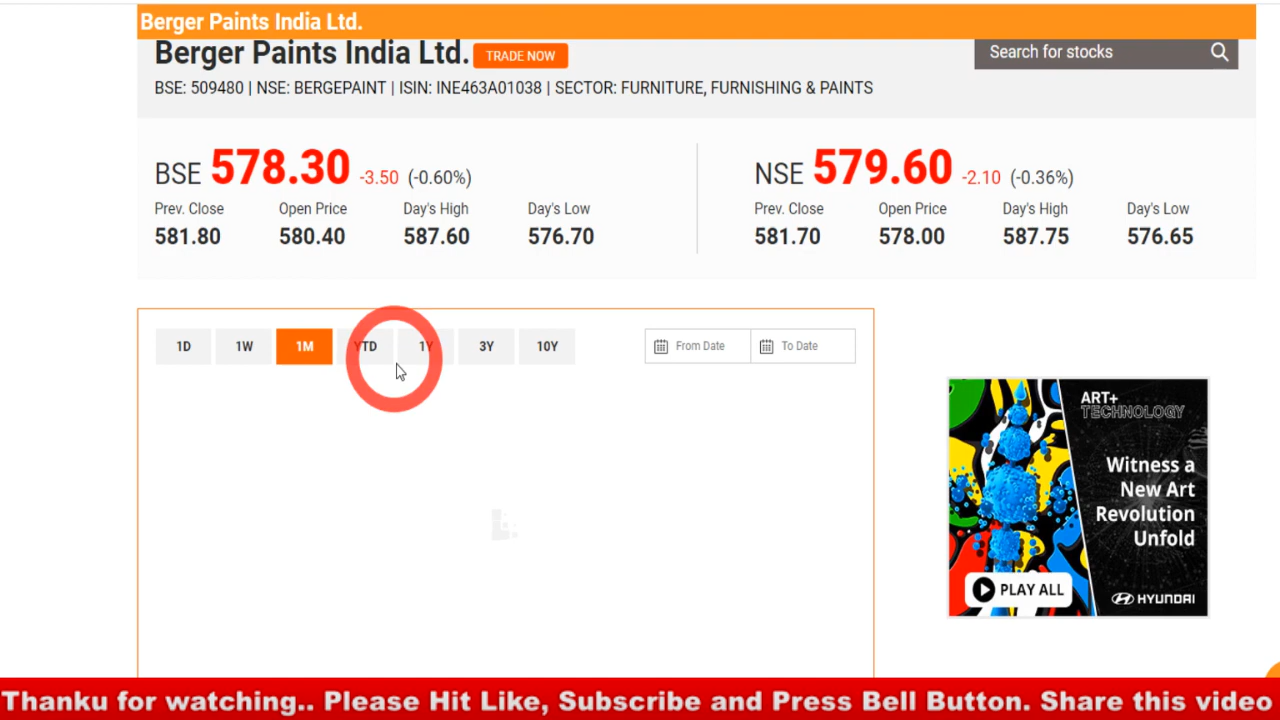 Berger Paints India Ltd.
Berger Paints India Ltd. TRADE NOW
Search for stocks
BSE: 509480 | NSE: BERGEPAINT | ISIN: INE463A01038 | SECTOR: FURNITURE, FURNISHING & PAINTS
BSE 578.30 -3.50 (-0.60%)
Prev. Close Open Price Day's High Day's Low
581.80 580.40 587.60 576.70
NSE 579.60 -2.10 (-0.36%)
Prev. Close Open Price Day's High Day's Low
581.70 578.00 587.75 576.65
1D 1W 1M YTD 1Y 3Y 10Y
From Date To Date
ART+
TECHNOLOGY
Witness a
New Art
Revolution
Unfold
PLAY ALL
HYUNDAI
Thanku for watching.. Please Hit Like, Subscribe and Press Bell Button. Share this video